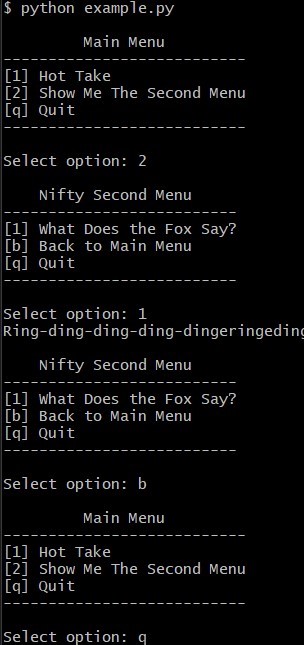 $ python example.py
Main Menu
---------------------------
[1] Hot Take
[2] Show Me The Second Menu
[q] Quit
---------------------------
Select option: 2
Nifty Second Menu
--------------------------
[1] What Does the Fox Say?
[b] Back to Main Menu
[q] Quit
--------------------------
Select option: 1
Ring-ding-ding-ding-dingeringeding
Nifty Second Menu
--------------------------
[1] What Does the Fox Say?
[b] Back to Main Menu
[q] Quit
--------------------------
Select option: b
Main Menu
---------------------------
[1] Hot Take
[2] Show Me The Second Menu
[q] Quit
---------------------------
Select option: q